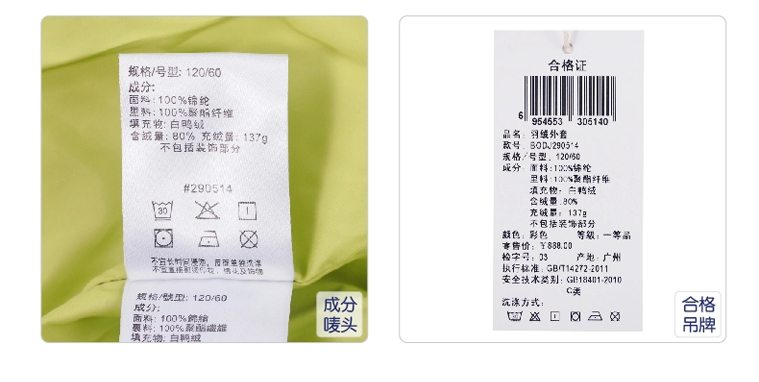 规格/号型: 120/60
成分:
面料: 100%锦纶
里料: 100%聚酯纤维
填充物: 白鸭绒
含绒量: 80% 充绒量: 137g
不包括装饰部分
#290514
30
规格/號型: 120/60
成分:
面料: 100%錦綸
裏料: 100%聚酯纖維
填充物: 白鸭絨
成分
唛头
合格证
6 954553 305140
品名: 羽绒外套
款号: BODJ290514
规格/号型: 120/60
成分: 面料:100%锦纶
里料:100%聚酯纤维
填充物: 白鸭绒
含绒量:80%
充绒量: 137g
不包括装饰部分
颜色: 彩色 等级: 一等品
零售价: ￥888.00
检字号: 03 产地: 广州
执行标准: GB/T14272-2011
安全技术类别: GB18401-2010
C类
洗涤方式:
合格
吊牌